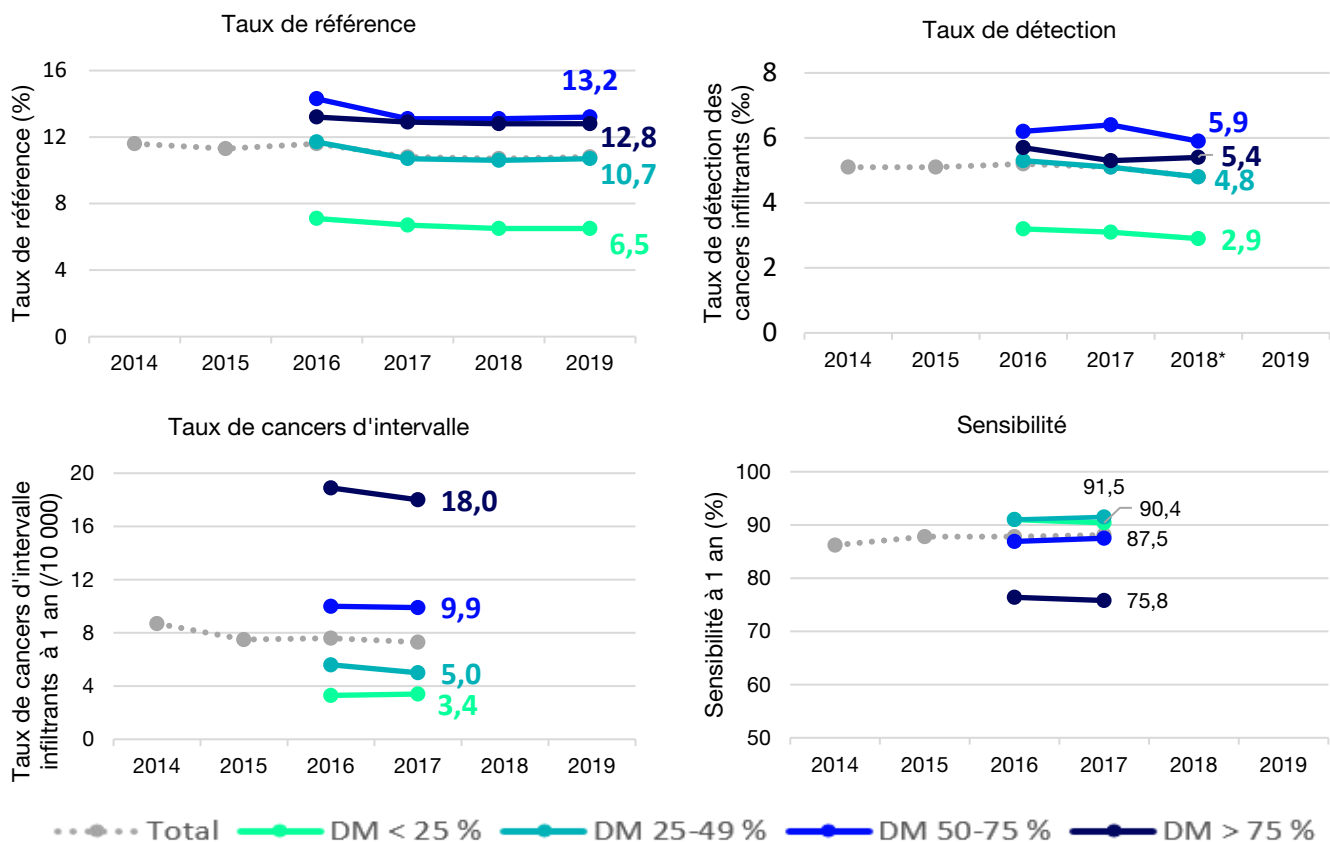 Taux de référence
Taux de référence (%)
16
12
8
4
0
13,2
12,8
10,7
6,5
2014 2015 2016 2017 2018 2019
Taux de détection
Taux de détection des
cancers infiltrants (‰)
8
6
4
2
0
5,9
5,4
4,8
2,9
2014 2015 2016 2017 2018* 2019
Taux de cancers d'intervalle
Taux de cancers d'intervalle
infiltrants à 1 an (/10 000)
20
16
12
8
4
0
18,0
9,9
5,0
3,4
2014 2015 2016 2017 2018 2019
Sensibilité
Sensibilité à 1 an (%)
100
90
80
70
60
50
91,5
90,4
87,5
75,8
2014 2015 2016 2017 2018 2019
Total DM < 25 % DM 25-49 % DM 50-75 % DM > 75 %